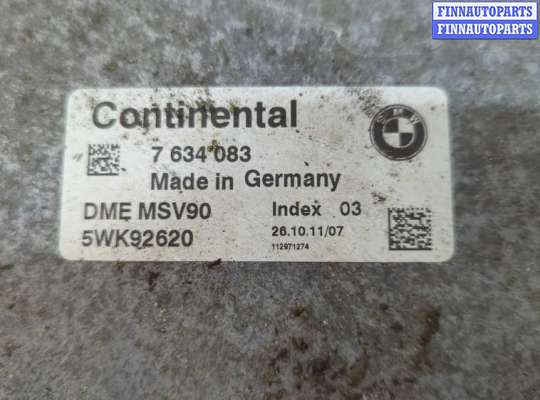 FINNAUTOPARTS
FINNAUTOPARTS
Continental
BMW
7 634 083
Made in Germany
DME MSV90 Index 03
5WK92620 26.10.11/07
112971274